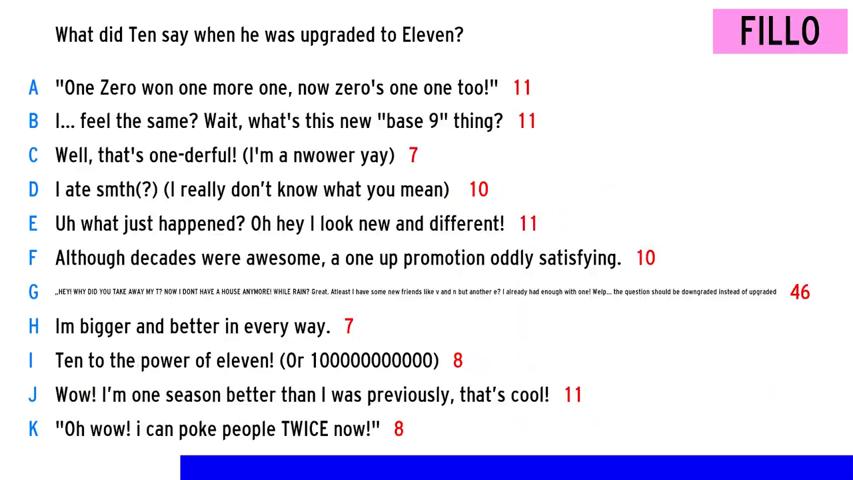 What did Ten say when he was upgraded to Eleven?
FILLO
A "One Zero won one more one, now zero's one one too!" 11
B I... feel the same? Wait, what's this new "base 9" thing? 11
C Well, that's one-derful! (I'm a nwower yay) 7
D I ate smth(?) (I really don’t know what you mean) 10
E Uh what just happened? Oh hey I look new and different! 11
F Although decades were awesome, a one up promotion oddly satisfying. 10
G „HEY! WHY DID YOU TAKE AWAY MY T? NOW I DONT HAVE A HOUSE ANYMORE! WHILE RAIN? Great. Atleast I have some new friends like v and n but another e? I already had enough with one! Welp... the question should be downgraded instead of upgraded 46
H Im bigger and better in every way. 7
I Ten to the power of eleven! (Or 100000000000) 8
J Wow! I’m one season better than I was previously, that’s cool! 11
K "Oh wow! i can poke people TWICE now!" 8